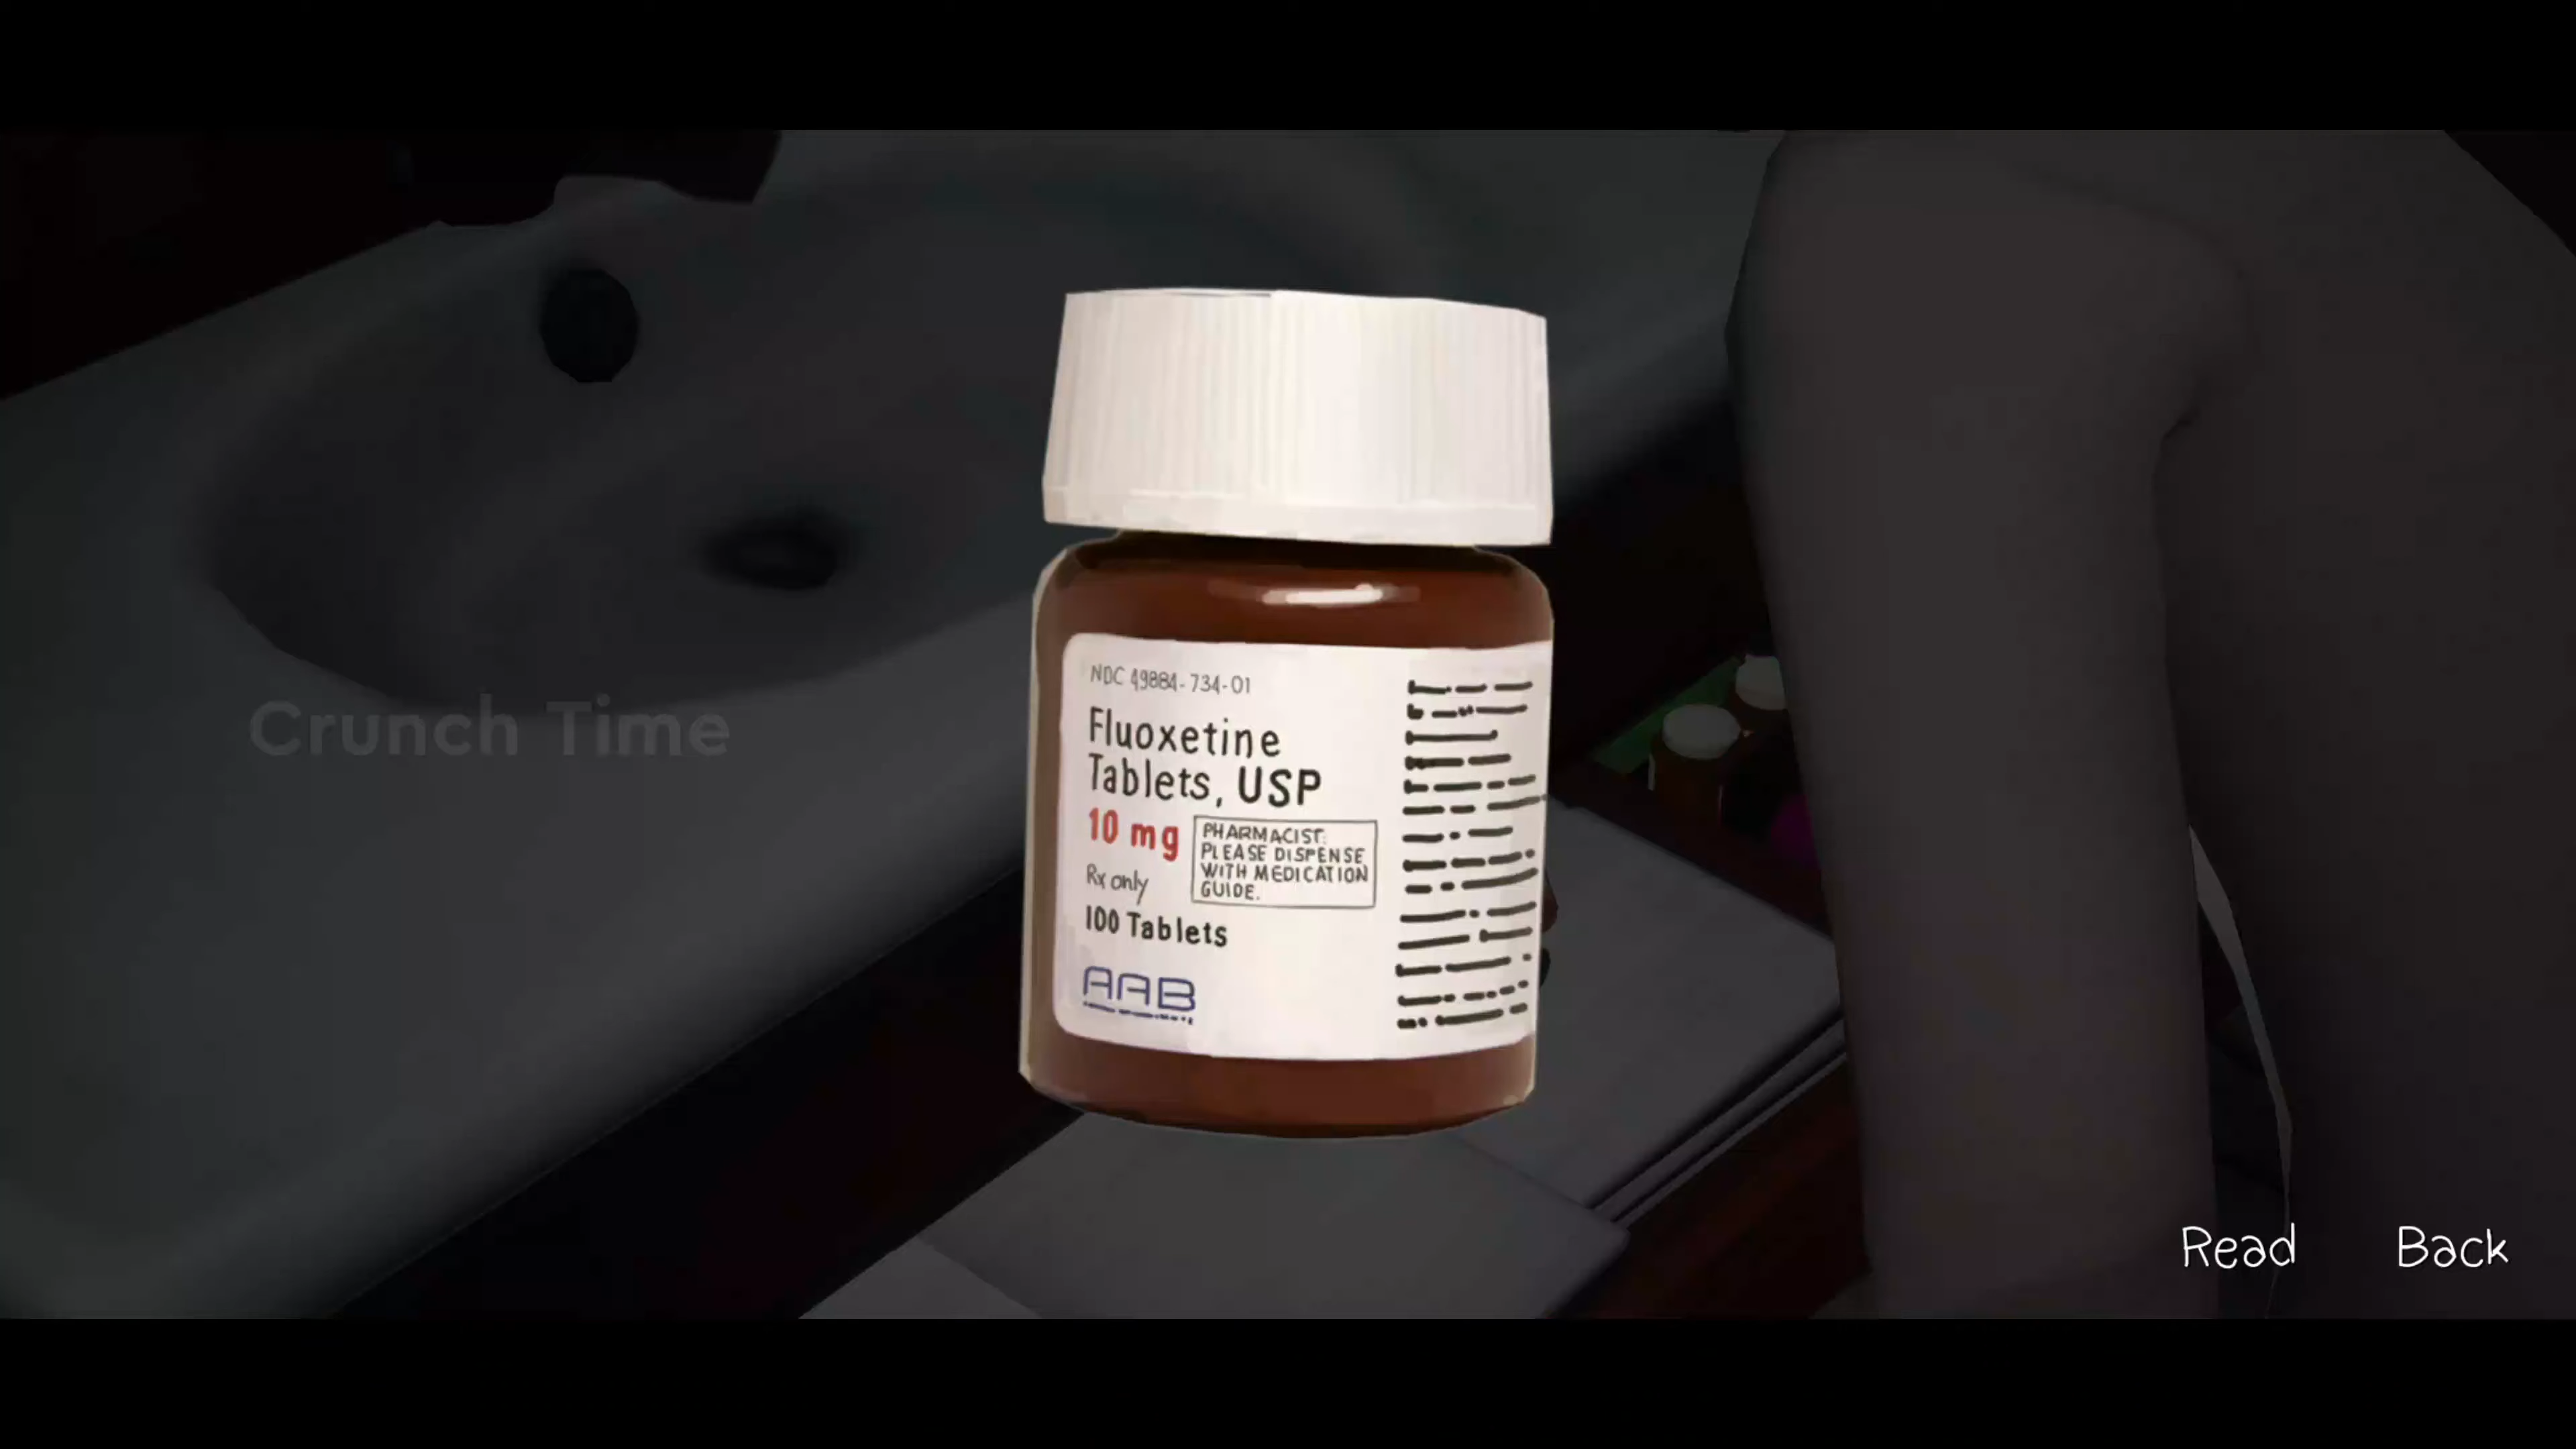 NDC 49884-734-01
Fluoxetine
Tablets, USP
10 mg
PHARMACIST:
PLEASE DISPENSE
WITH MEDICATION
GUIDE.
Rx only
100 Tablets
AAB
Crunch Time
Read
Back